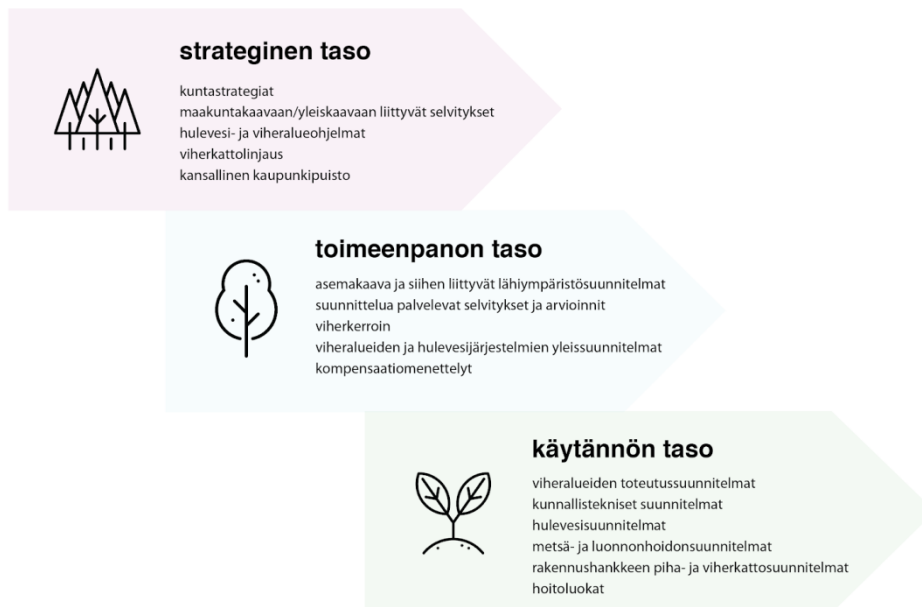 strateginen taso
kuntastrategiat
maakuntakaavaan/yleiskaavaan liittyvät selvitykset
hulevesi- ja viheralueohjelmat
viherkattolinjaus
kansallinen kaupunkipuisto
toimeenpanon taso
asemakaava ja siihen liittyvät lähiympäristösuunnitelmat
suunnittelua palvelevat selvitykset ja arvioinnit
viherkerroin
viheralueiden ja hulevesijärjestelmien yleissuunnitelmat
kompensaatiomenettelyt
käytännön taso
viheralueiden toteutussuunnitelmat
kunnallistekniset suunnitelmat
hulevesisuunnitelmat
metsä- ja luonnonhoidonsuunnitelmat
rakennushankkeen piha- ja viherkattosuunnitelmat
hoitoluokat